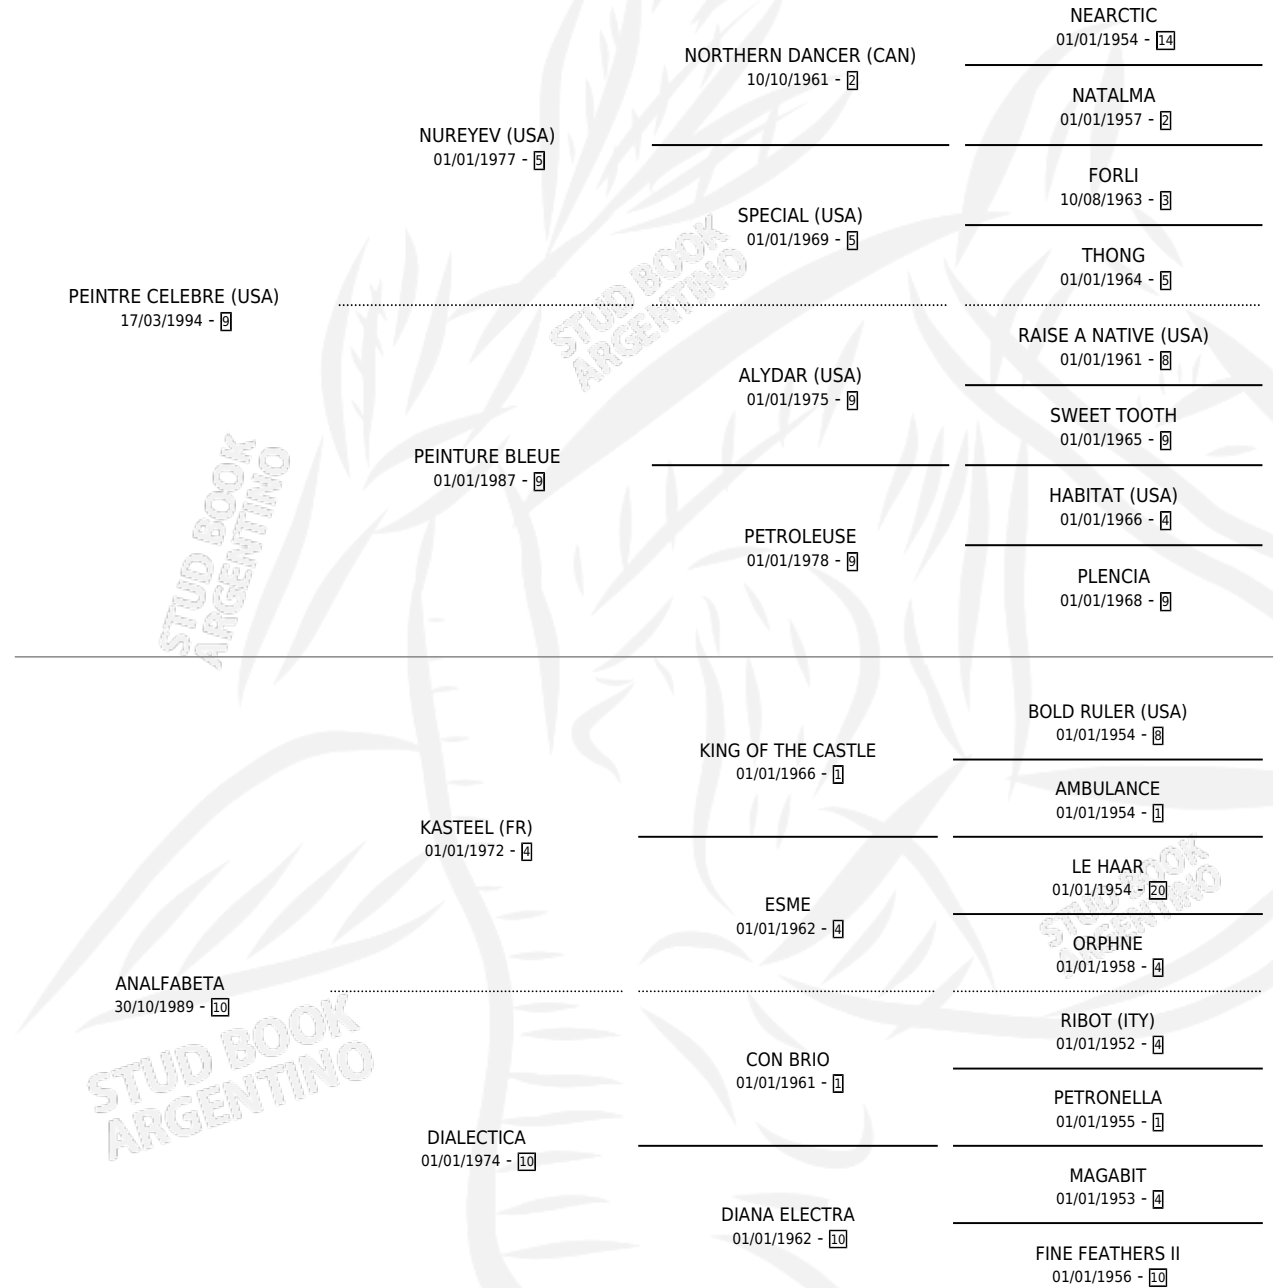 NEARCTIC
01/01/1954 - 14
NORTHERN DANCER (CAN)
10/10/1961 - 2
NATALMA
01/01/1957 - 2
NUREYEV (USA)
01/01/1977 - 5
FORLI
10/08/1963 - 3
SPECIAL (USA)
01/01/1969 - 5
THONG
01/01/1964 - 5
PEINTRE CELEBRE (USA)
17/03/1994 - 9
RAISE A NATIVE (USA)
01/01/1961 - 8
ALYDAR (USA)
01/01/1975 - 9
SWEET TOOTH
01/01/1965 - 9
PEINTURE BLEUE
01/01/1987 - 9
HABITAT (USA)
01/01/1966 - 4
PETROLEUSE
01/01/1978 - 9
PLENCIA
01/01/1968 - 9
BOLD RULER (USA)
01/01/1954 - 8
KING OF THE CASTLE
01/01/1966 - 1
AMBULANCE
01/01/1954 - 1
KASTEEL (FR)
01/01/1972 - 4
LE HAAR
01/01/1954 - 20
ESME
01/01/1962 - 4
ORPHNE
01/01/1958 - 4
ANALFABETA
30/10/1989 - 10
RIBOT (ITY)
01/01/1952 - 4
CON BRIO
01/01/1961 - 1
PETRONELLA
01/01/1955 - 1
DIALECTICA
01/01/1974 - 10
MAGABIT
01/01/1953 - 4
DIANA ELECTRA
01/01/1962 - 10
FINE FEATHERS II
01/01/1956 - 10
STUD BOOK
ARGENTINO
STUD BOOK
ARGENTINO
STUD BOOK
ARGENTINO
STUD BOOK
ARGENTINO